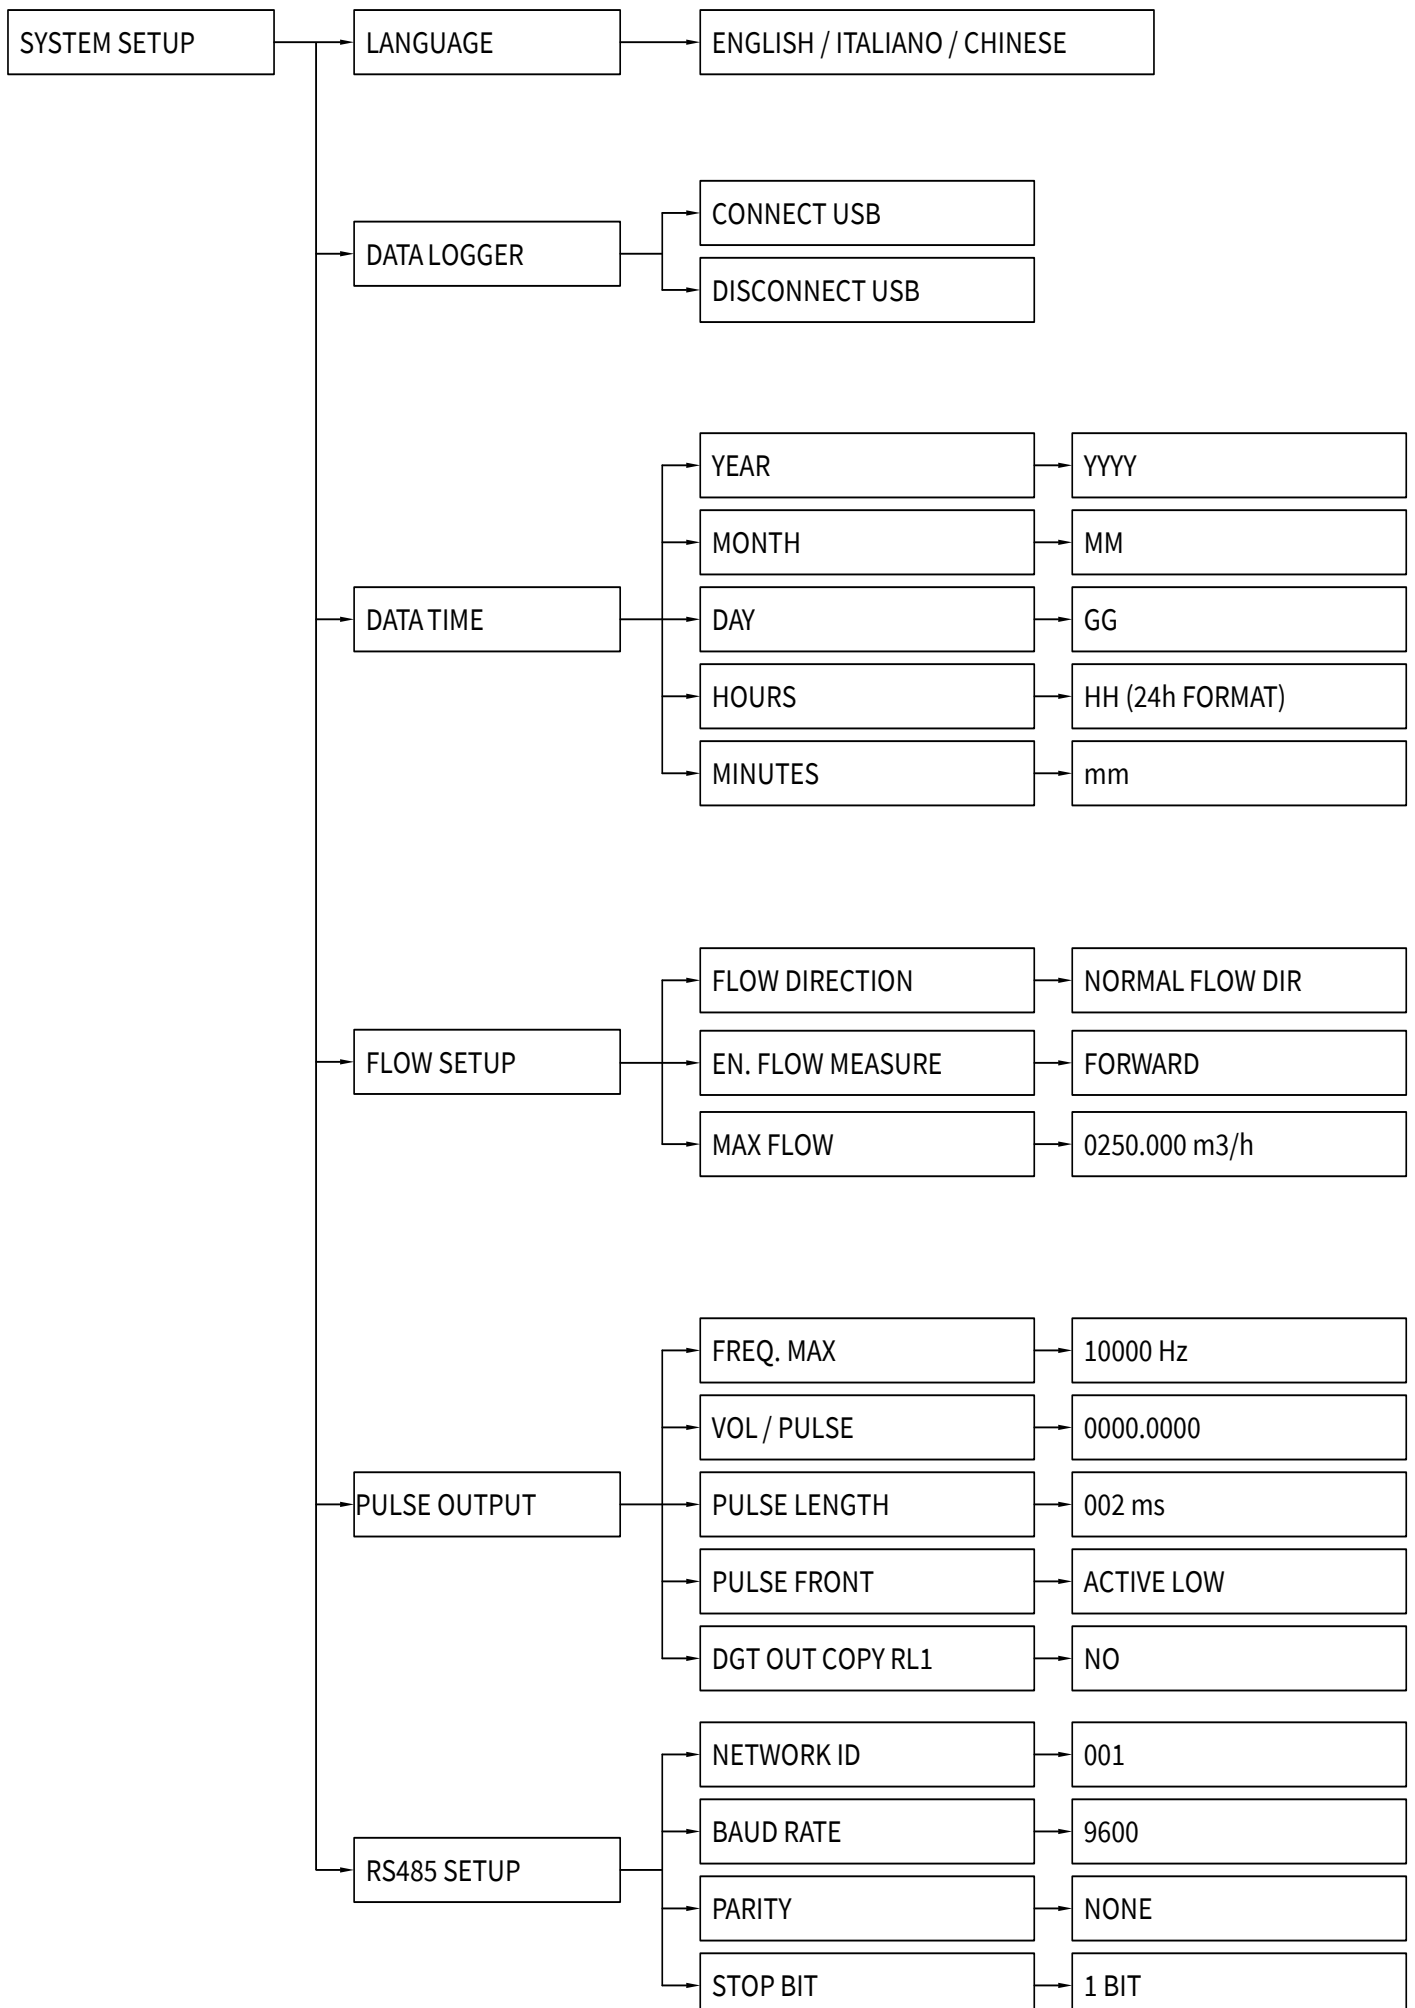 SYSTEM SETUP
LANGUAGE
ENGLISH / ITALIANO / CHINESE
DATA LOGGER
CONNECT USB
DISCONNECT USB
DATA TIME
YEAR
YYYY
MONTH
MM
DAY
GG
HOURS
HH (24h FORMAT)
MINUTES
mm
FLOW SETUP
FLOW DIRECTION
NORMAL FLOW DIR
EN. FLOW MEASURE
FORWARD
MAX FLOW
0250.000 m3/h
PULSE OUTPUT
FREQ. MAX
10000 Hz
VOL / PULSE
0000.0000
PULSE LENGTH
002 ms
PULSE FRONT
ACTIVE LOW
DGT OUT COPY RL1
NO
RS485 SETUP
NETWORK ID
001
BAUD RATE
9600
PARITY
NONE
STOP BIT
1 BIT